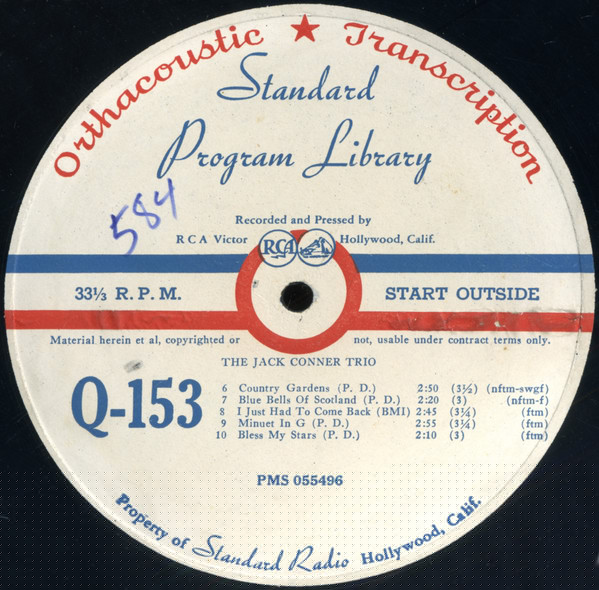 Orthacoustic ★ Transcription
Standard
Program Library
584
Recorded and Pressed by
RCA Victor RCA Hollywood, Calif.
33⅓ R.P.M. START OUTSIDE
Material herein et al, copyrighted or not, usable under contract terms only.
THE JACK CONNER TRIO
Q-153
6 Country Gardens (P. D.) 2:50 (3½) (nftm-swgf)
7 Blue Bells Of Scotland (P. D.) 2:20 (3) (nftm-f)
8 I Just Had To Come Back (BMI) 2:45 (3¼) (ftm)
9 Minuet In G (P. D.) 2:55 (3¼) (ftm)
10 Bless My Stars (P. D.) 2:10 (3) (ftm)
PMS 055496
Property of Standard Radio Hollywood, Calif.